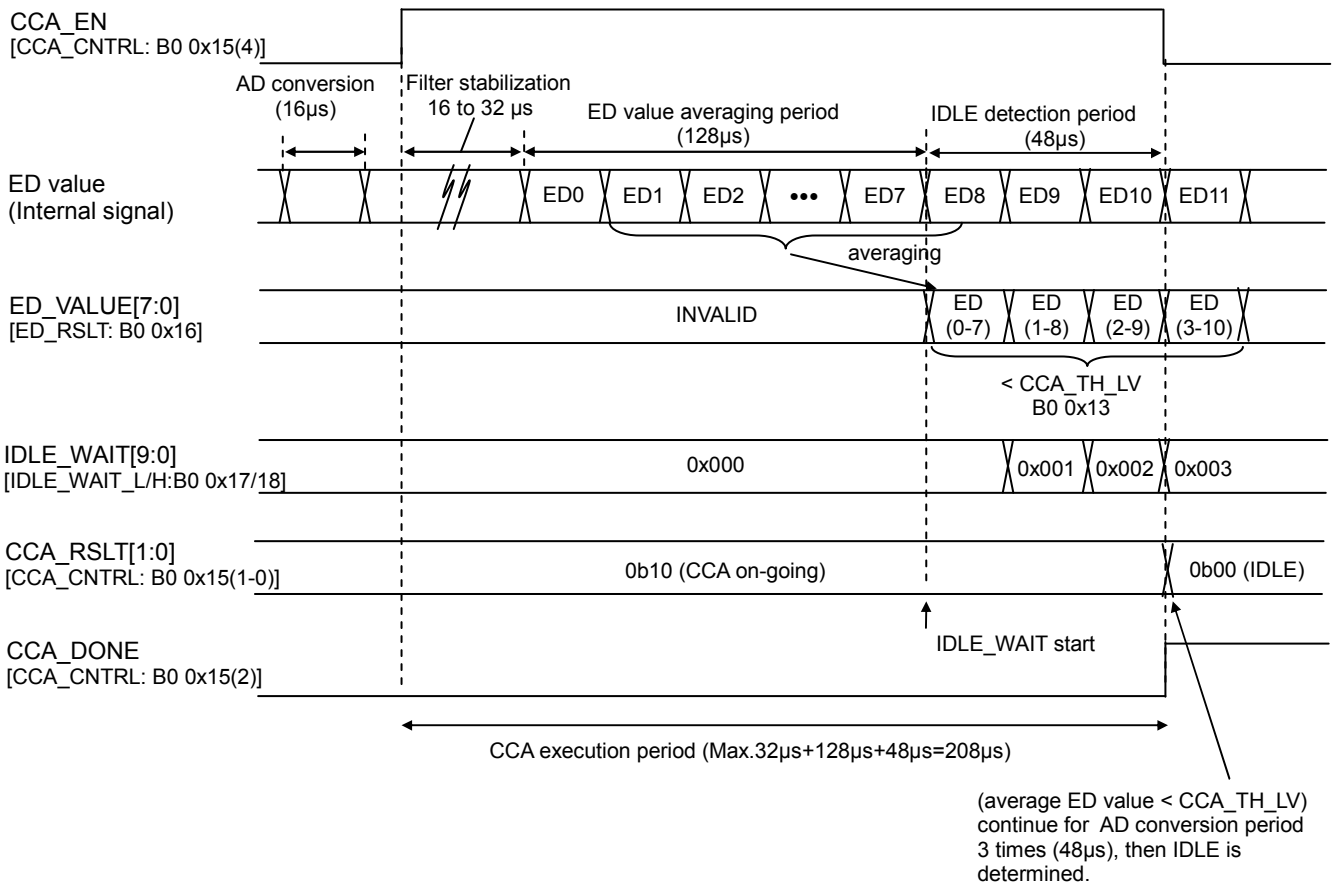 CCA_EN
[CCA_CNTRL: B0 0x15(4)]
AD conversion
(16µs)
Filter stabilization
16 to 32 µs
ED value averaging period
(128µs)
IDLE detection period
(48µs)
ED value
(Internal signal)
ED0 ED1 ED2 ••• ED7 ED8 ED9 ED10 ED11
averaging
ED_VALUE[7:0]
[ED_RSLT: B0 0x16]
INVALID
ED
(0-7)
ED
(1-8)
ED
(2-9)
ED
(3-10)
< CCA_TH_LV
B0 0x13
IDLE_WAIT[9:0]
[IDLE_WAIT_L/H:B0 0x17/18]
0x000 0x001 0x002 0x003
CCA_RSLT[1:0]
[CCA_CNTRL: B0 0x15(1-0)]
0b10 (CCA on-going) 0b00 (IDLE)
IDLE_WAIT start
CCA_DONE
[CCA_CNTRL: B0 0x15(2)]
CCA execution period (Max.32µs+128µs+48µs=208µs)
(average ED value < CCA_TH_LV)
continue for AD conversion period
3 times (48µs), then IDLE is
determined.